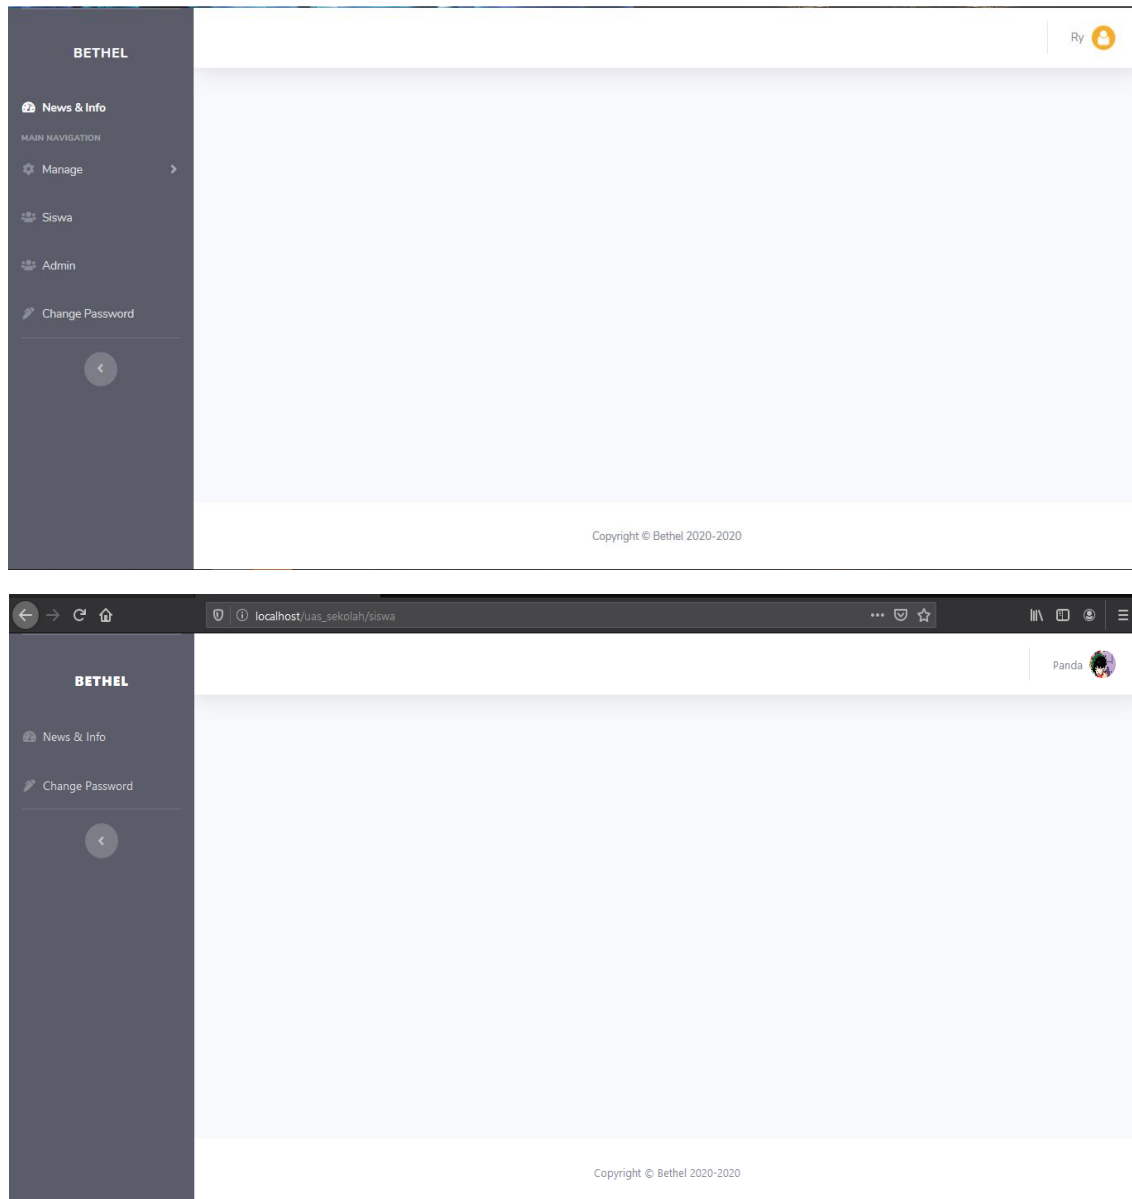 BETHEL
Ry
News & Info
MAIN NAVIGATION
Manage
Siswa
Admin
Change Password
Copyright © Bethel 2020-2020
localhost/uas_sekolah/siswa
BETHEL
Panda
News & Info
Change Password
Copyright © Bethel 2020-2020